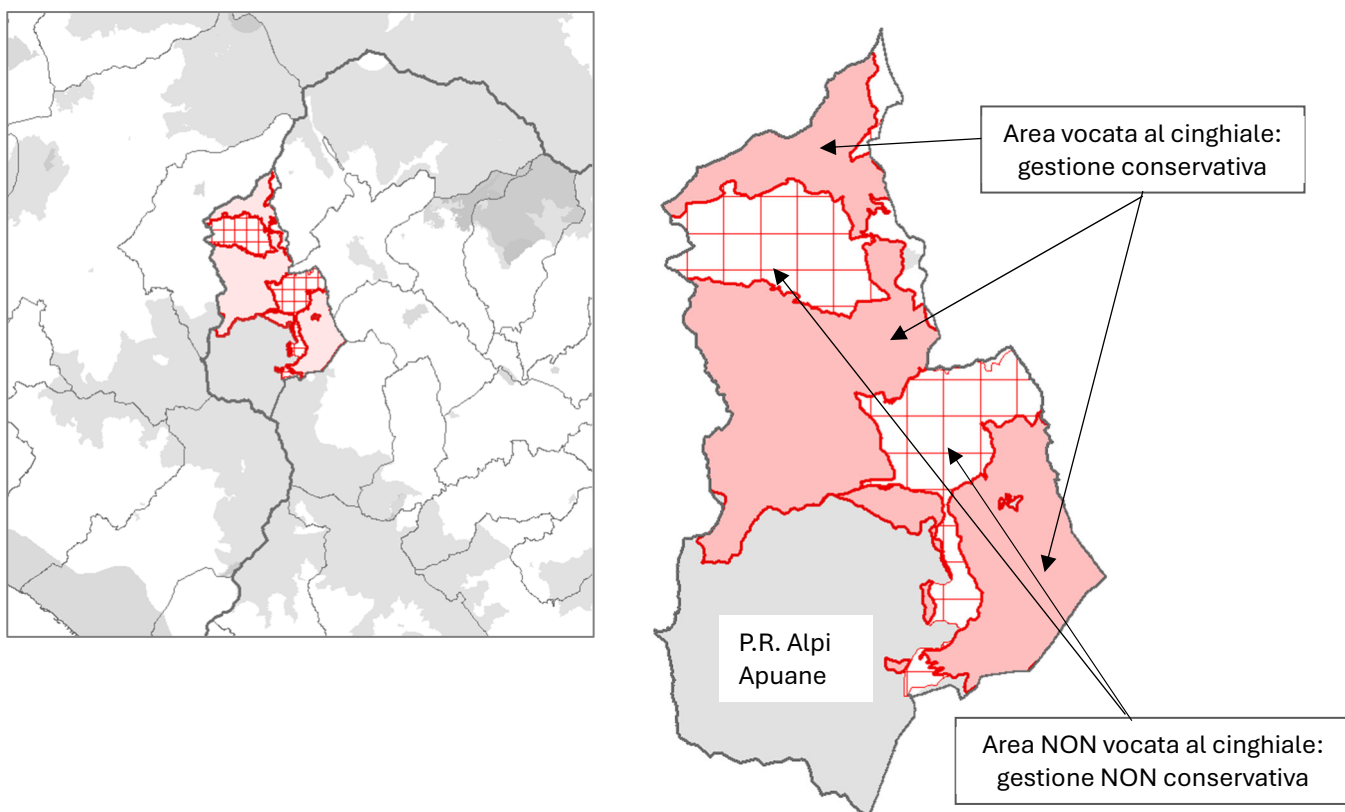 Area vocata al cinghiale:
gestione conservativa
P.R. Alpi
Apuane
Area NON vocata al cinghiale:
gestione NON conservativa